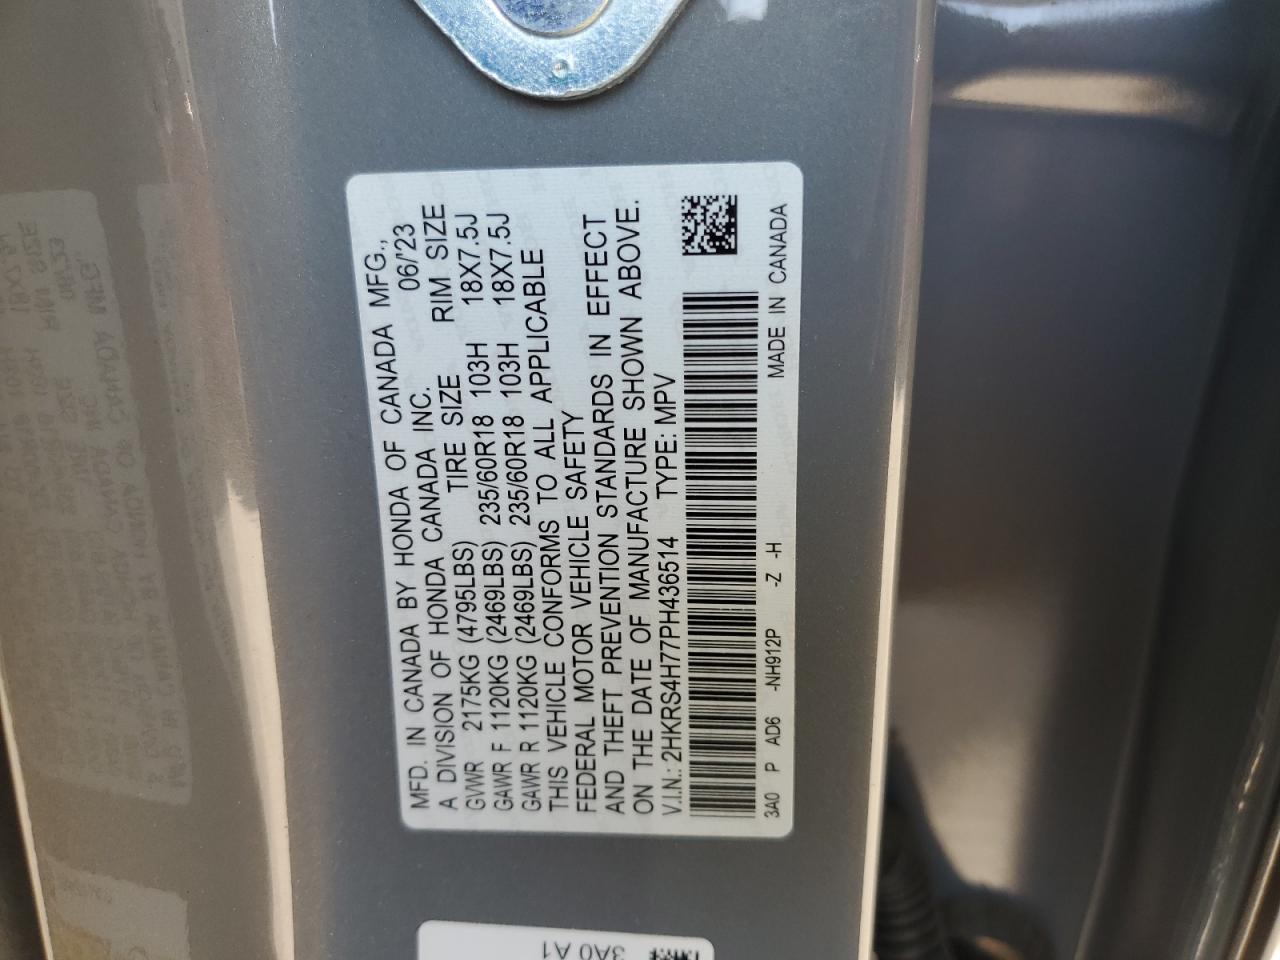 MFD. IN CANADA BY HONDA OF CANADA MFG.,
A DIVISION OF HONDA CANADA INC. 06/'23
GVWR 2175KG (4795LBS) TIRE SIZE RIM SIZE
GAWR F 1120KG (2469LBS) 235/60R18 103H 18X7.5J
GAWR R 1120KG (2469LBS) 235/60R18 103H 18X7.5J
THIS VEHICLE CONFORMS TO ALL APPLICABLE
FEDERAL MOTOR VEHICLE SAFETY
AND THEFT PREVENTION STANDARDS IN EFFECT
ON THE DATE OF MANUFACTURE SHOWN ABOVE.
V.I.N.: 2HKRS4H77PH436514 TYPE: MPV
3A0 P AD6 -NH912P -Z -H MADE IN CANADA
3A0 A1